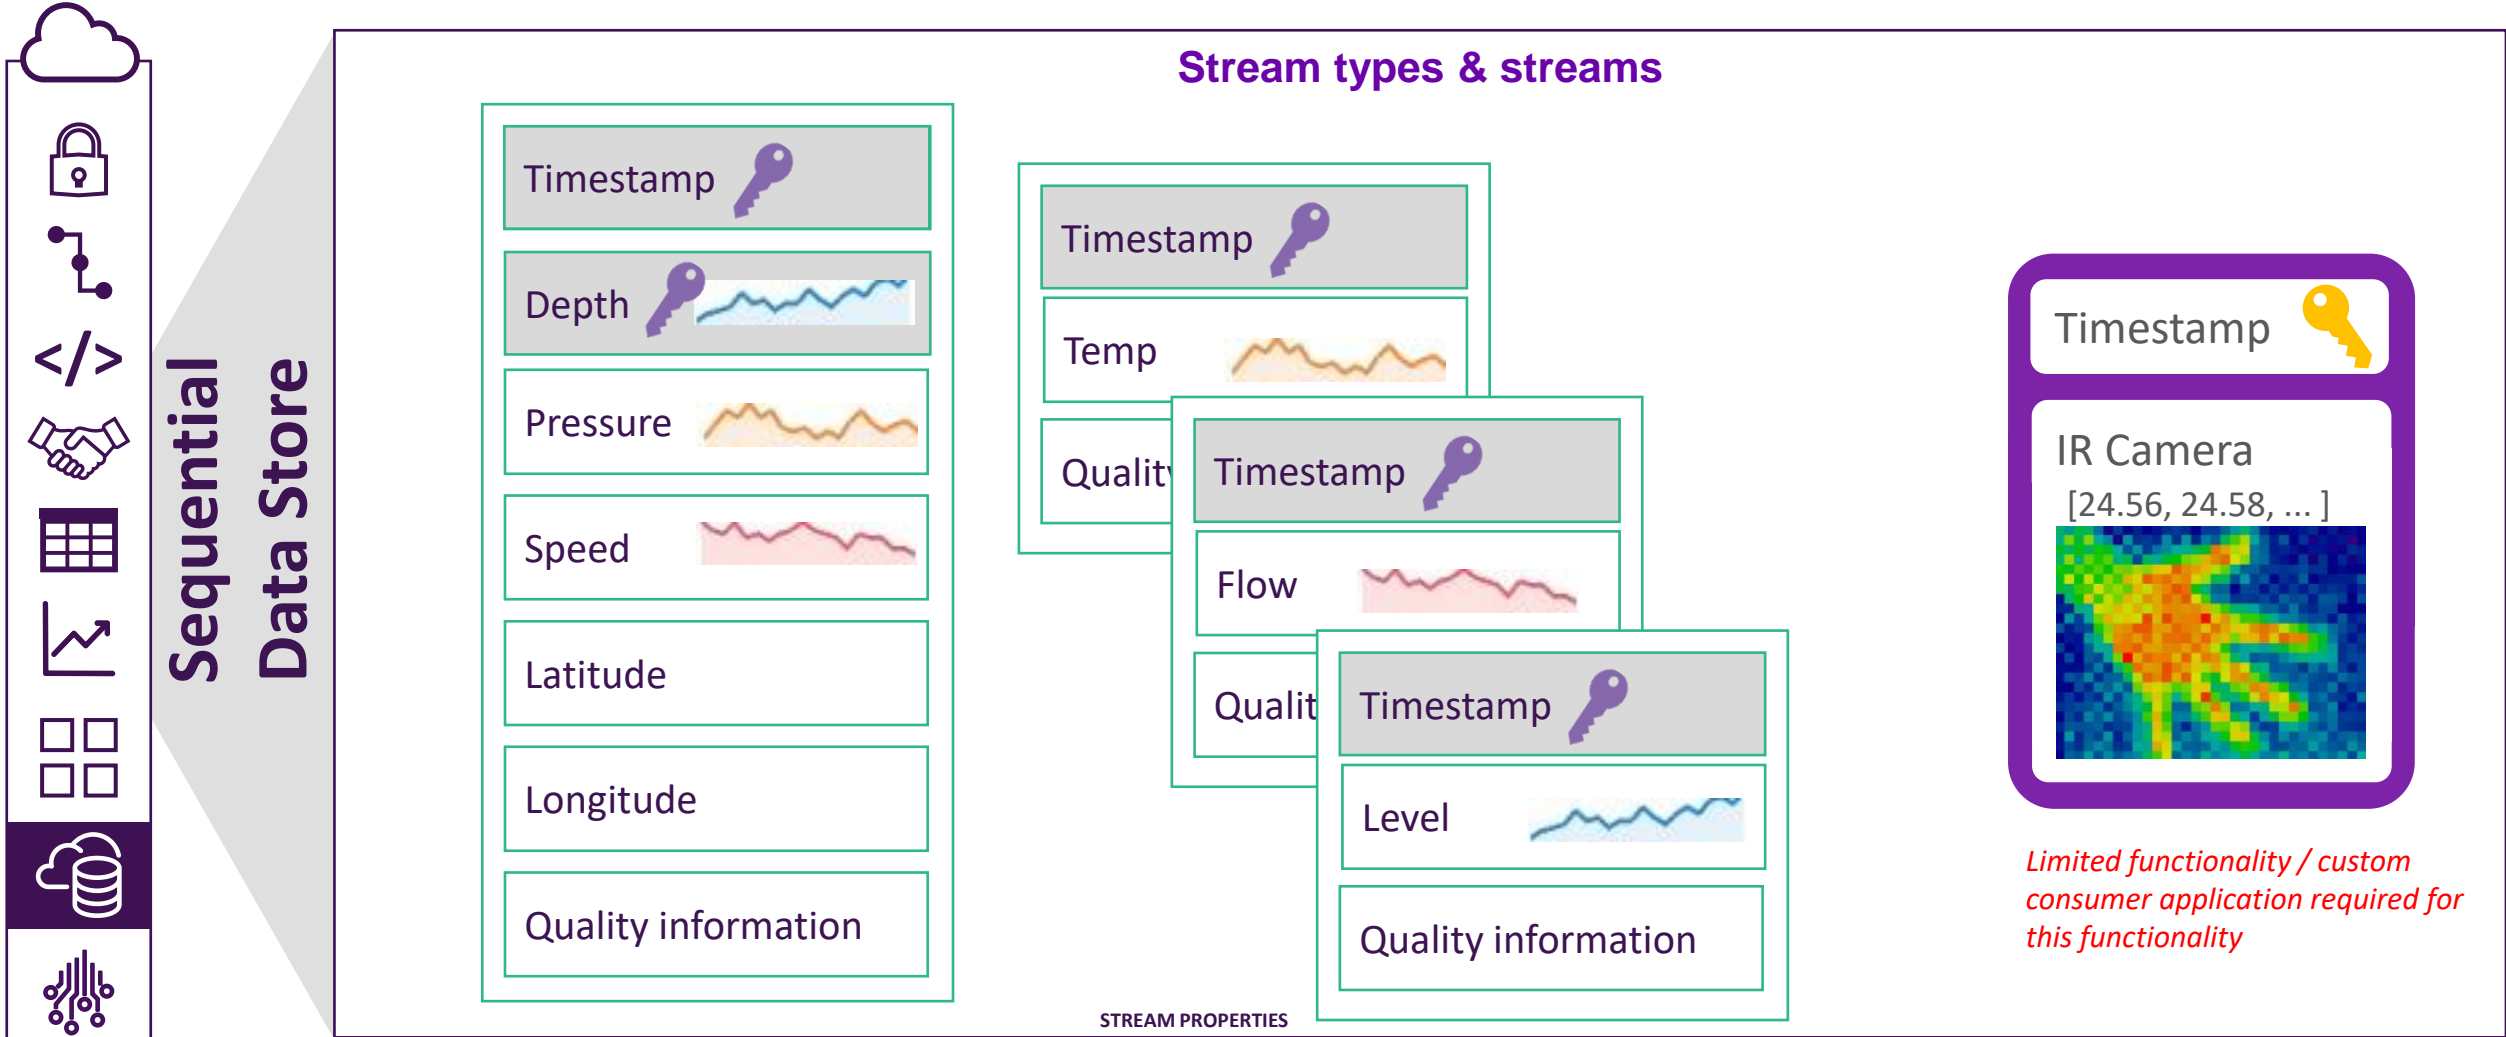 Stream types & streams
Sequential
Data Store
Timestamp
Depth
Pressure
Speed
Latitude
Longitude
Quality information
Timestamp
Temp
Quality
Timestamp
Flow
Qualit
Timestamp
Level
Quality information
Timestamp
IR Camera
[24.56, 24.58, ... ]
Limited functionality / custom
consumer application required for
this functionality
STREAM PROPERTIES